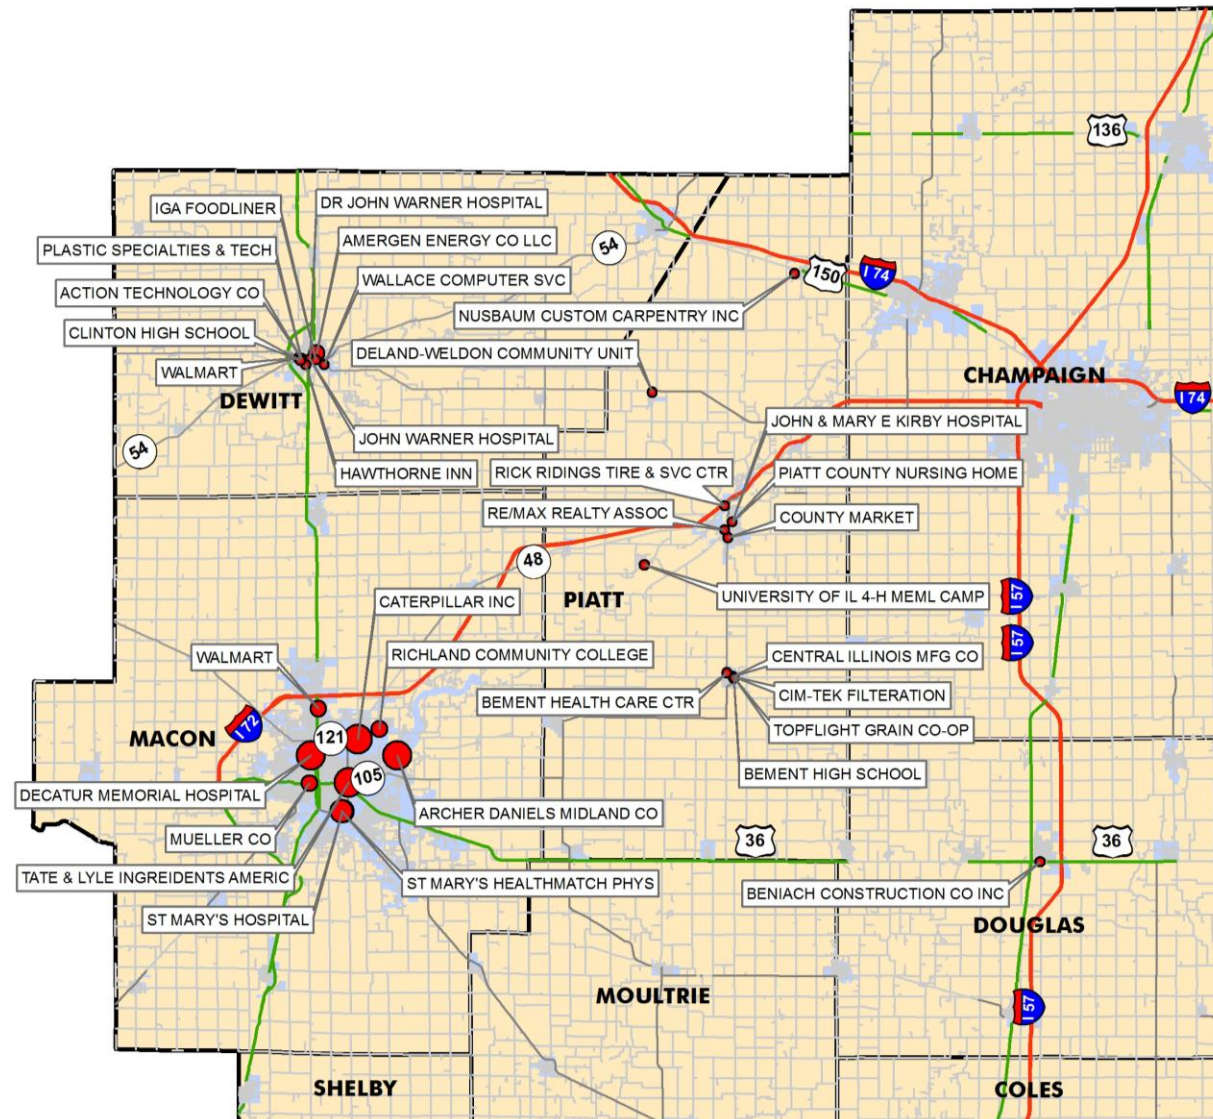 136
IGA FOODLINER
DR JOHN WARNER HOSPITAL
PLASTIC SPECIALTIES & TECH
AMERGEN ENERGY CO LLC
54
ACTION TECHNOLOGY CO
WALLACE COMPUTER SVC
150
I 74
NUSBAUM CUSTOM CARPENTRY INC
CLINTON HIGH SCHOOL
DELAND-WELDON COMMUNITY UNIT
WALMART
CHAMPAIGN
DEWITT
I 74
JOHN & MARY E KIRBY HOSPITAL
54
JOHN WARNER HOSPITAL
HAWTHORNE INN
RICK RIDINGS TIRE & SVC CTR
PIATT COUNTY NURSING HOME
RE/MAX REALTY ASSOC
COUNTY MARKET
48
CATERPILLAR INC
PIATT
UNIVERSITY OF IL 4-H MEML CAMP
I 57
I 57
WALMART
RICHLAND COMMUNITY COLLEGE
CENTRAL ILLINOIS MFG CO
BEMENT HEALTH CARE CTR
CIM-TEK FILTERATION
I 72
TOPFLIGHT GRAIN CO-OP
MACON
121
BEMENT HIGH SCHOOL
105
DECATUR MEMORIAL HOSPITAL
ARCHER DANIELS MIDLAND CO
MUELLER CO
36
36
TATE & LYLE INGREIDENTS AMERIC
ST MARY'S HEALTHMATCH PHYS
BENIACH CONSTRUCTION CO INC
ST MARY'S HOSPITAL
DOUGLAS
MOULTRIE
I 57
SHELBY
COLES